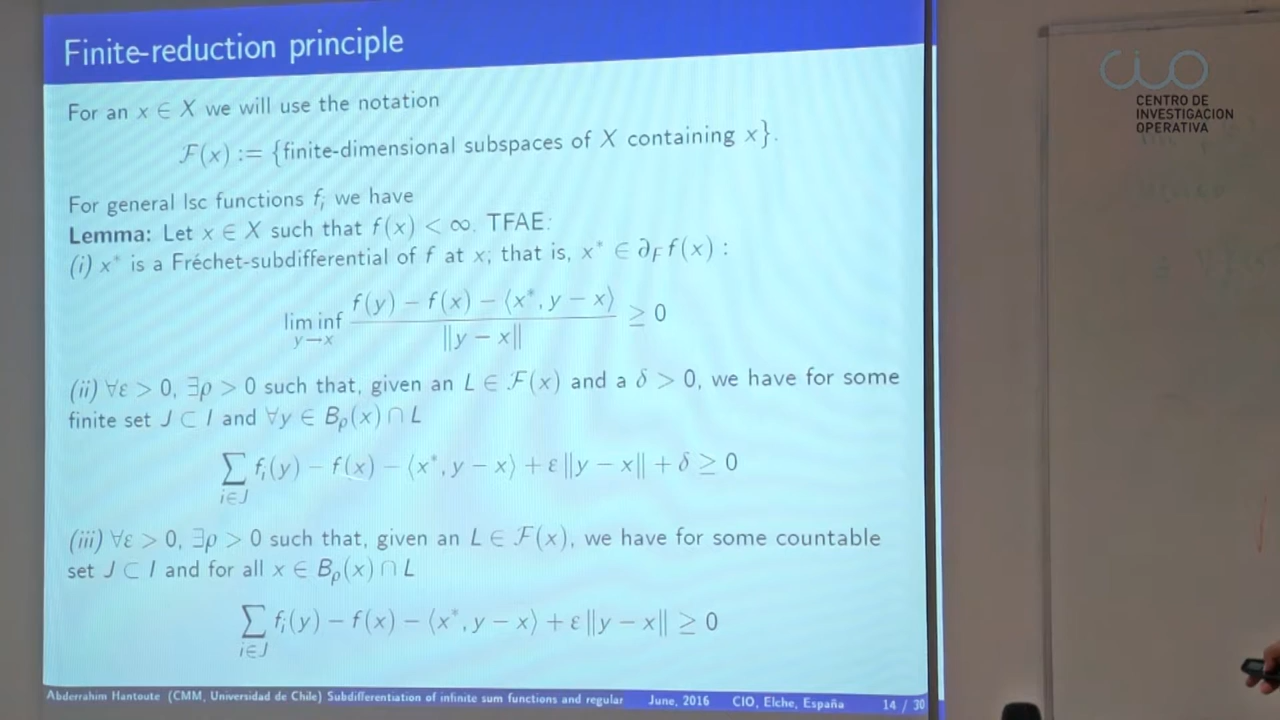 Finite-reduction principle
For an x ∈ X we will use the notation
F(x) := {finite-dimensional subspaces of X containing x}.
For general lsc functions fᵢ we have
Lemma: Let x ∈ X such that f(x) < ∞. TFAE:
(i) x* is a Fréchet-subdifferential of f at x; that is, x* ∈ ∂_F f(x) :
lim inf_{y→x} (f(y) − f(x) − ⟨x*, y − x⟩) / ‖y − x‖ ≥ 0
(ii) ∀ε > 0, ∃ρ > 0 such that, given an L ∈ F(x) and a δ > 0, we have for some
finite set J ⊂ I and ∀y ∈ B_ρ(x) ∩ L
∑_{i∈J} fᵢ(y) − f(x) − ⟨x*, y − x⟩ + ε‖y − x‖ + δ ≥ 0
(iii) ∀ε > 0, ∃ρ > 0 such that, given an L ∈ F(x), we have for some countable
set J ⊂ I and for all x ∈ B_ρ(x) ∩ L
∑_{i∈J} fᵢ(y) − f(x) − ⟨x*, y − x⟩ + ε‖y − x‖ ≥ 0
Abderrahim Hantoute (CMM, Universidad de Chile) Subdifferentiation of infinite sum functions and regular June, 2016 CIO, Elche, España 14 / 30
CIO
CENTRO DE
INVESTIGACION
OPERATIVA